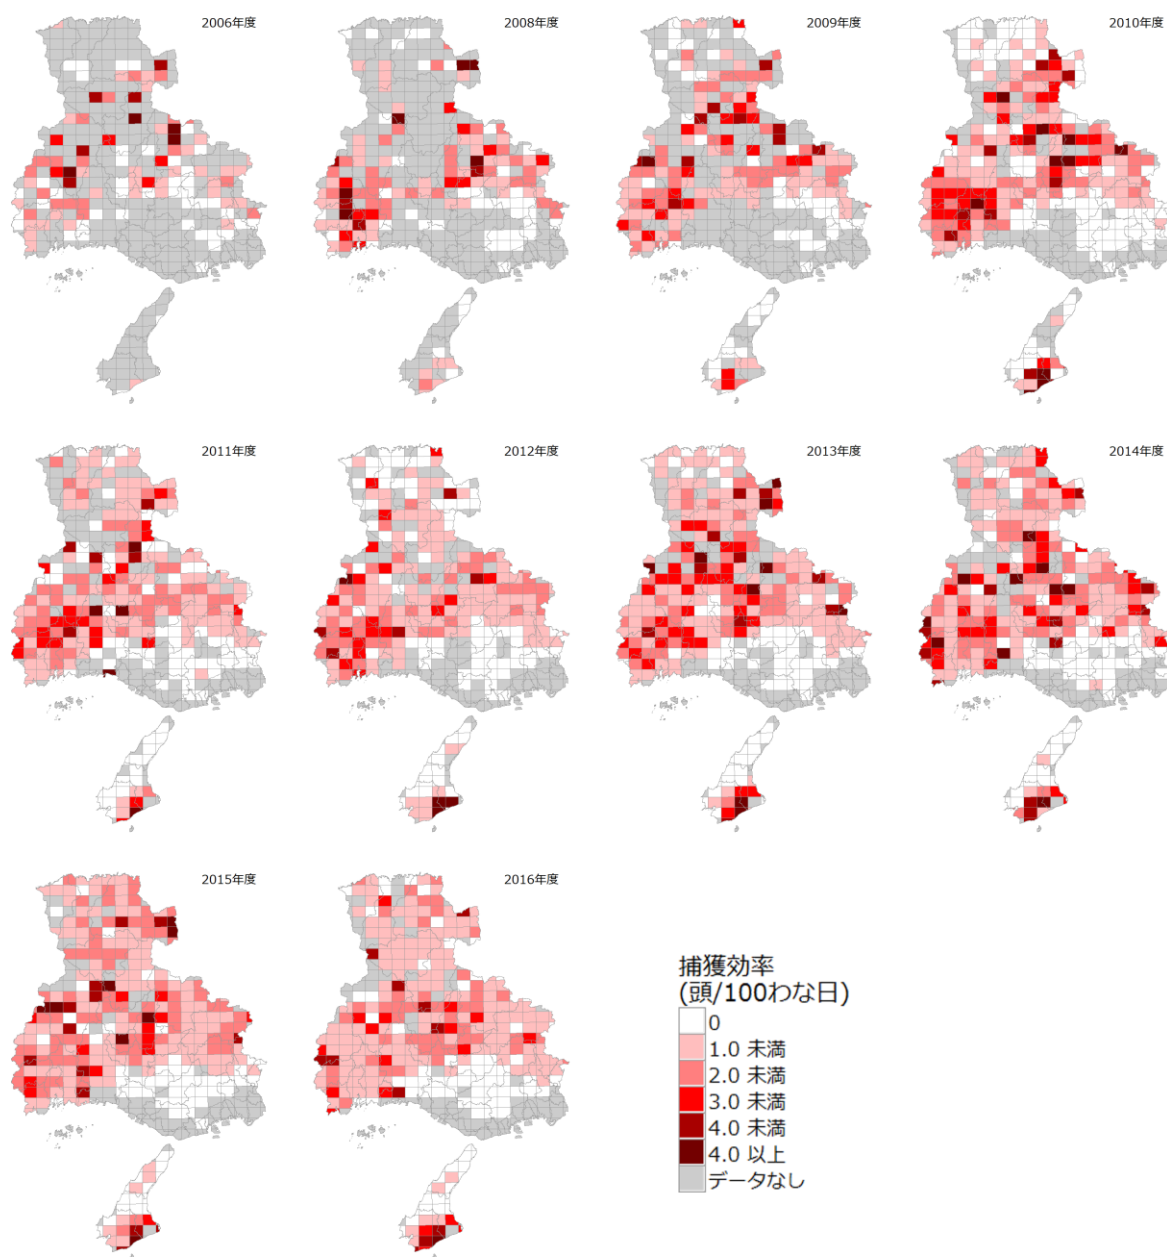 2006年度
2008年度
2009年度
2010年度
2011年度
2012年度
2013年度
2014年度
2015年度
2016年度
捕獲効率
(頭/100わな日)
0
1.0 未満
2.0 未満
3.0 未満
4.0 未満
4.0 以上
データなし